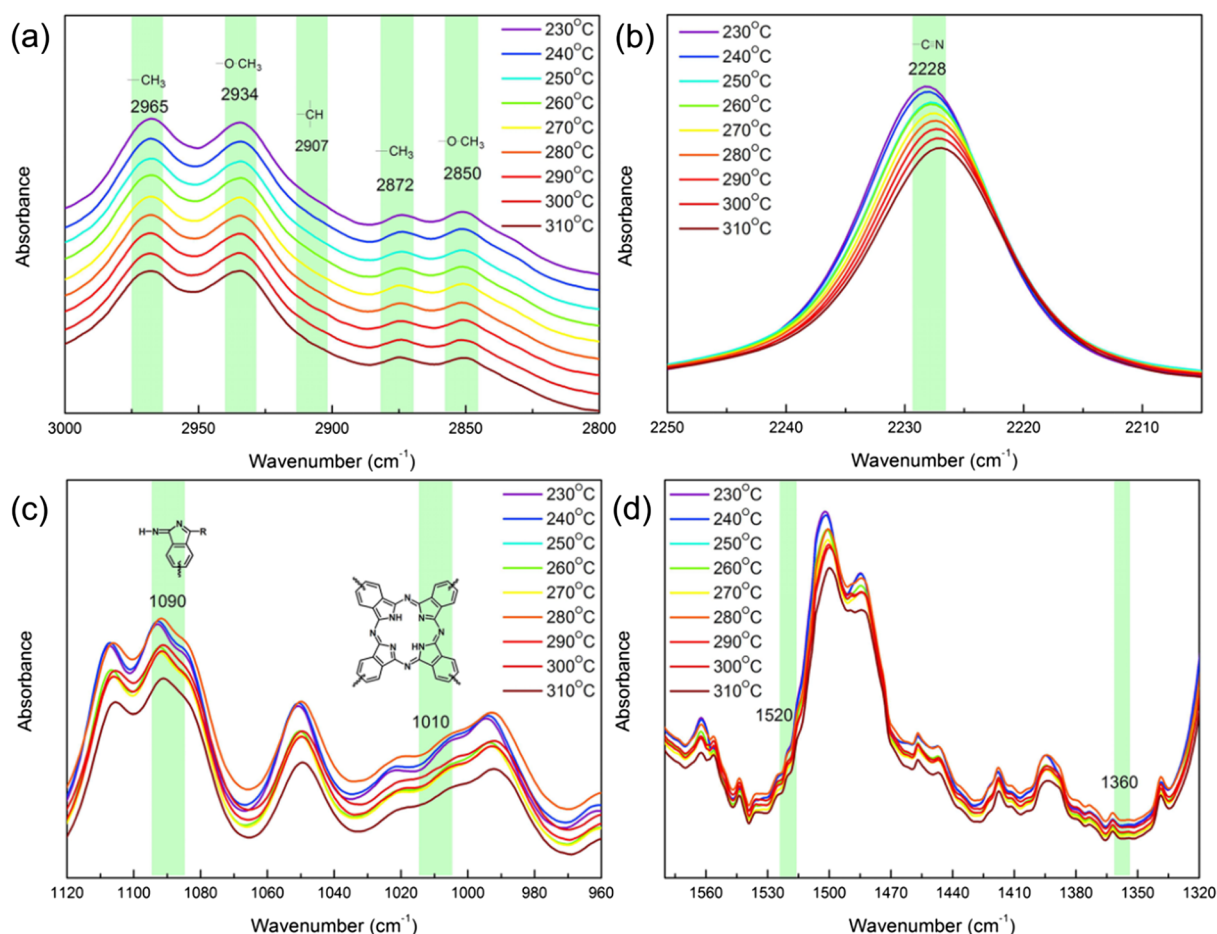 (a)
230°C
240°C
250°C
260°C
270°C
280°C
290°C
300°C
310°C
—CH3
2965
—O CH3
2934
CH
2907
—CH3
2872
—O CH3
2850
Absorbance
3000 2950 2900 2850 2800
Wavenumber (cm-1)
(b)
230°C
240°C
250°C
260°C
270°C
280°C
290°C
300°C
310°C
—C≡N
2228
Absorbance
2250 2240 2230 2220 2210
Wavenumber (cm-1)
(c)
230°C
240°C
250°C
260°C
270°C
280°C
290°C
300°C
310°C
H-N N R
1090
N N
NH N
N N
N HN
N N
1010
Absorbance
1120 1100 1080 1060 1040 1020 1000 980 960
Wavenumber (cm-1)
(d)
230°C
240°C
250°C
260°C
270°C
280°C
290°C
300°C
310°C
1520
1360
Absorbance
1560 1530 1500 1470 1440 1410 1380 1350 1320
Wavenumber (cm-1)